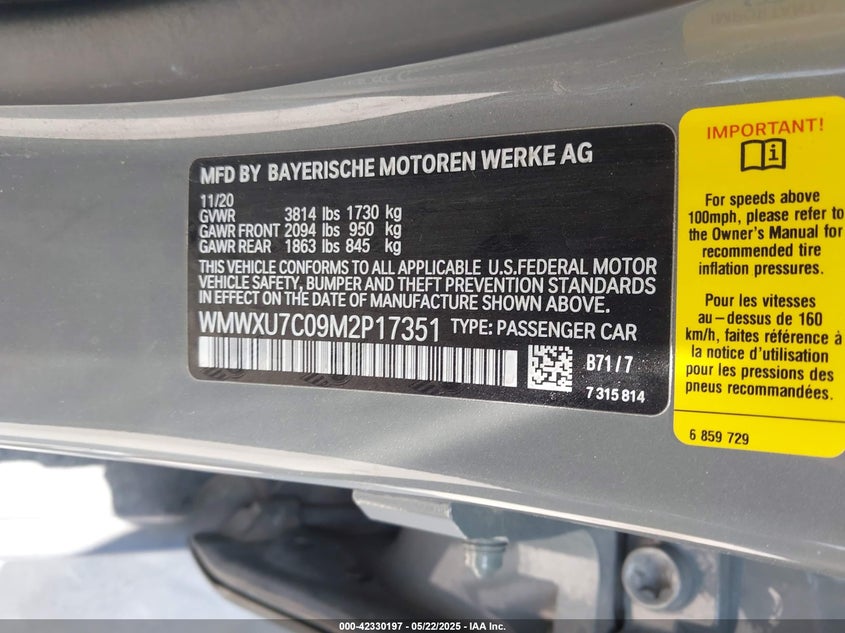 MFD BY BAYERISCHE MOTOREN WERKE AG
11/20
GVWR 3814 lbs 1730 kg
GAWR FRONT 2094 lbs 950 kg
GAWR REAR 1863 lbs 845 kg
THIS VEHICLE CONFORMS TO ALL APPLICABLE U.S.FEDERAL MOTOR
VEHICLE SAFETY, BUMPER AND THEFT PREVENTION STANDARDS
IN EFFECT ON THE DATE OF MANUFACTURE SHOWN ABOVE.
WMWXU7C09M2P17351 TYPE: PASSENGER CAR
B71/7
7 315 814
IMPORTANT!
For speeds above
100mph, please refer to
the Owner's Manual for
recommended tire
inflation pressures.
Pour les vitesses
au-dessus de 160
km/h, faites référence à
la notice d'utilisation
pour les pressions des
pneus recommandées.
6 859 729
000-42330197 - 05/22/2025 - IAA Inc.